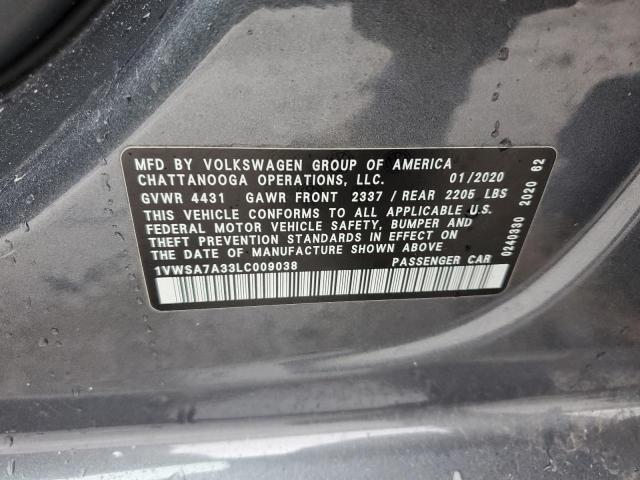 MFD BY VOLKSWAGEN GROUP OF AMERICA
CHATTANOOGA OPERATIONS, LLC. 01/2020
GVWR 4431 GAWR FRONT 2337 / REAR 2205 LBS
THIS VEHICLE CONFORMS TO ALL APPLICABLE U.S.
FEDERAL MOTOR VEHICLE SAFETY, BUMPER AND
THEFT PREVENTION STANDARDS IN EFFECT ON
THE DATE OF MANUFACTURE SHOWN ABOVE.
1VWSA7A33LC009038 PASSENGER CAR
0240330 2020 62